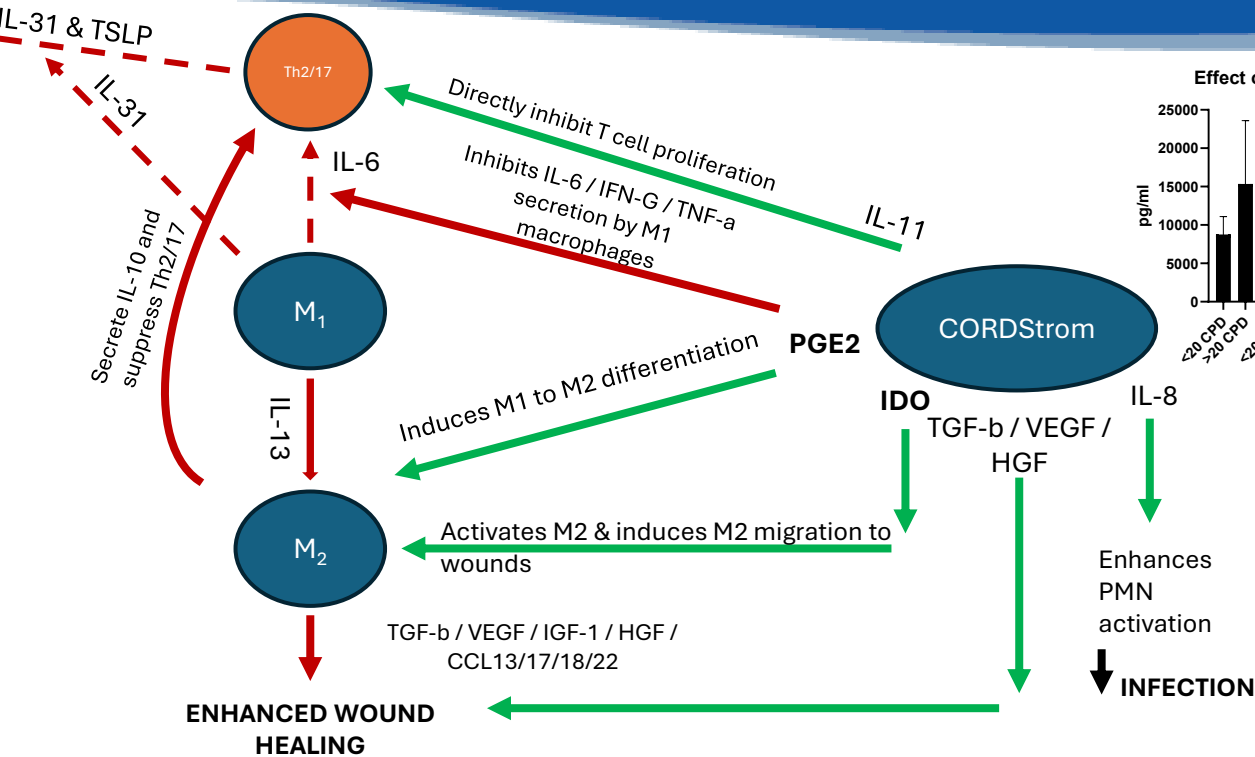 IL-31 & TSLP
Th2/17
IL-31
IL-6
Directly inhibit T cell proliferation
Inhibits IL-6 / IFN-G / TNF-a
secretion by M1
macrophages
IL-11
Secrete IL-10 and
suppress Th2/17
M1
CORDStrom
PGE2
Induces M1 to M2 differentiation
IL-13
IDO
TGF-b / VEGF /
HGF
IL-8
M2
Activates M2 & induces M2 migration to
wounds
Enhances
PMN
activation
INFECTION
TGF-b / VEGF / IGF-1 / HGF /
CCL13/17/18/22
ENHANCED WOUND
HEALING
Effect
pg/ml
25000
20000
15000
10000
5000
0
<20 CPD
>20 CPD